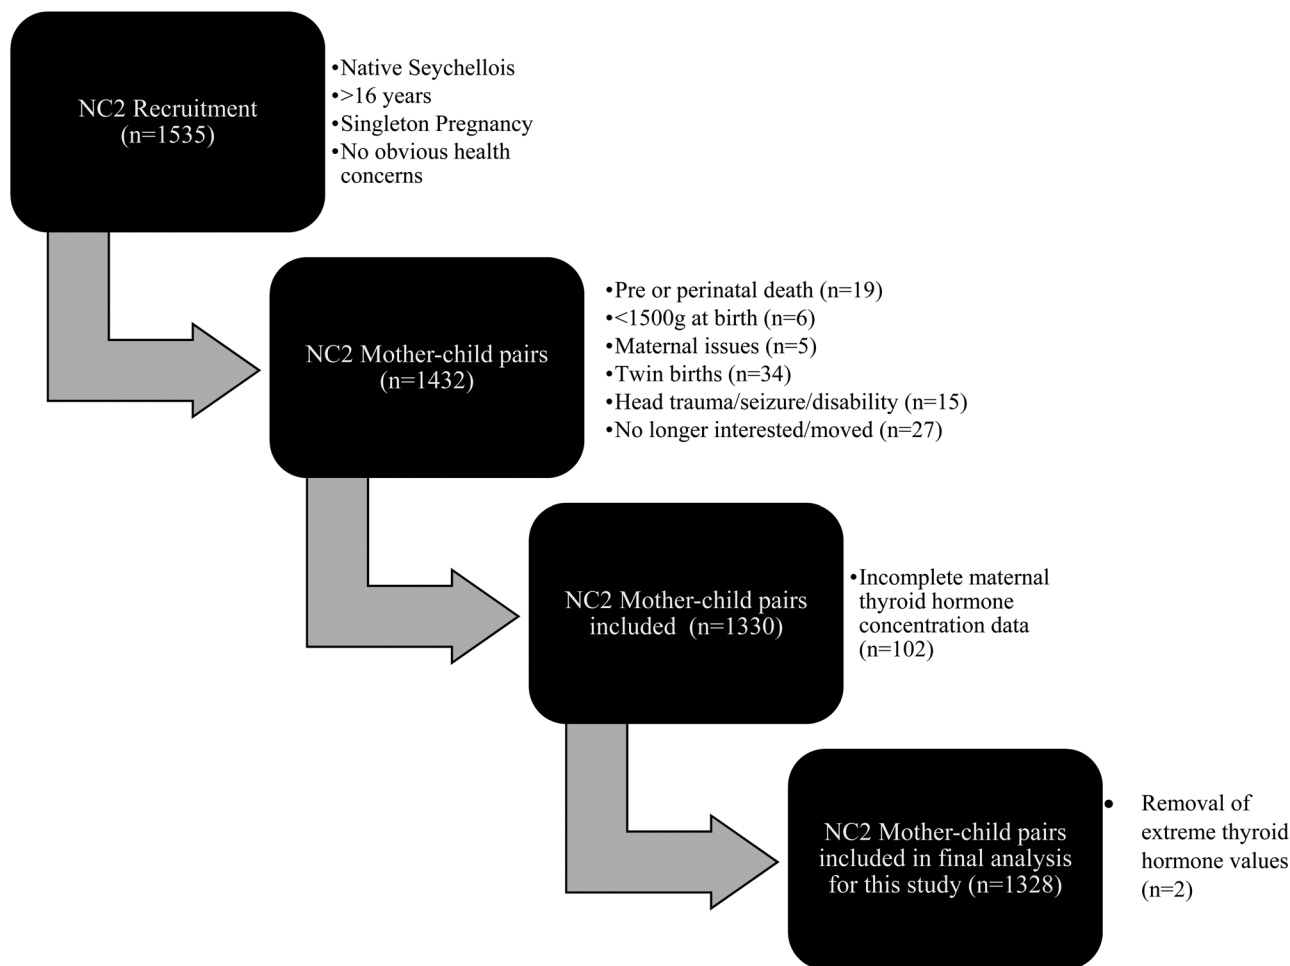 NC2 Recruitment
(n=1535)
•Native Seychellois
•>16 years
•Singleton Pregnancy
•No obvious health
concerns
NC2 Mother-child pairs
(n=1432)
•Pre or perinatal death (n=19)
•<1500g at birth (n=6)
•Maternal issues (n=5)
•Twin births (n=34)
•Head trauma/seizure/disability (n=15)
•No longer interested/moved (n=27)
NC2 Mother-child pairs
included (n=1330)
•Incomplete maternal
thyroid hormone
concentration data
(n=102)
NC2 Mother-child pairs
included in final analysis
for this study (n=1328)
• Removal of
extreme thyroid
hormone values
(n=2)